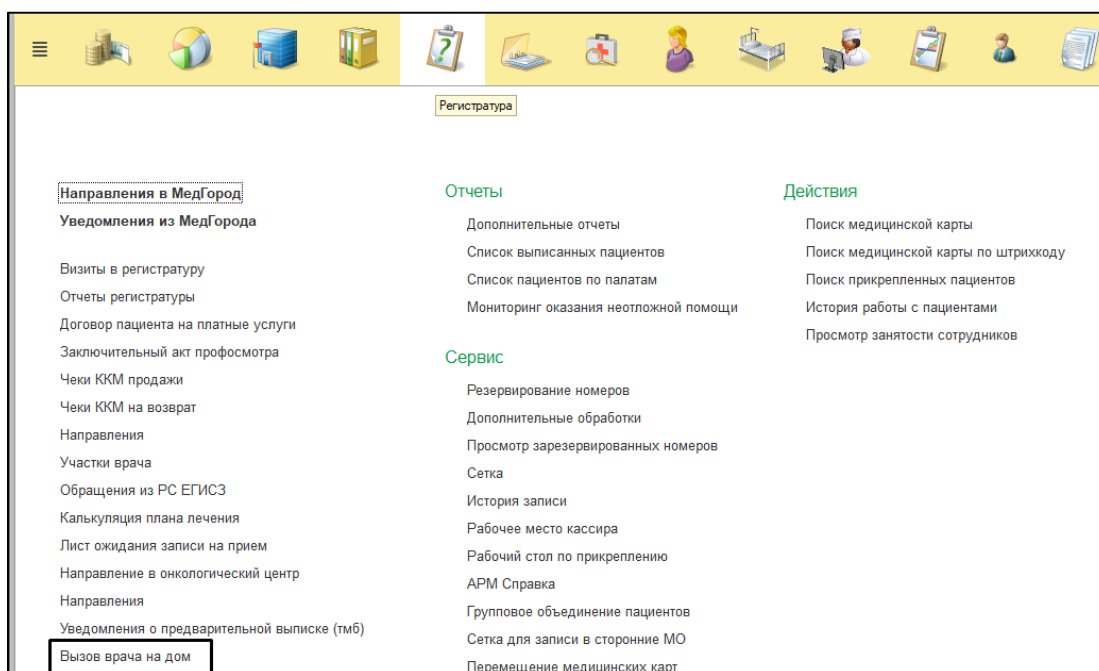 Регистратура
Направления в МедГород
Уведомления из МедГорода
Визиты в регистратуру
Отчеты регистратуры
Договор пациента на платные услуги
Заключительный акт профосмотра
Чеки ККМ продажи
Чеки ККМ на возврат
Направления
Участки врача
Обращения из РС ЕГИСЗ
Калькуляция плана лечения
Лист ожидания записи на прием
Направление в онкологический центр
Направления
Уведомления о предварительной выписке (тмб)
Вызов врача на дом
Отчеты
Дополнительные отчеты
Список выписанных пациентов
Список пациентов по палатам
Мониторинг оказания неотложной помощи
Сервис
Резервирование номеров
Дополнительные обработки
Просмотр зарезервированных номеров
Сетка
История записи
Рабочее место кассира
Рабочий стол по прикреплению
АРМ Справка
Групповое объединение пациентов
Сетка для записи в сторонние МО
Перемещение медицинских карт
Действия
Поиск медицинской карты
Поиск медицинской карты по штрихкоду
Поиск прикрепленных пациентов
История работы с пациентами
Просмотр занятости сотрудников